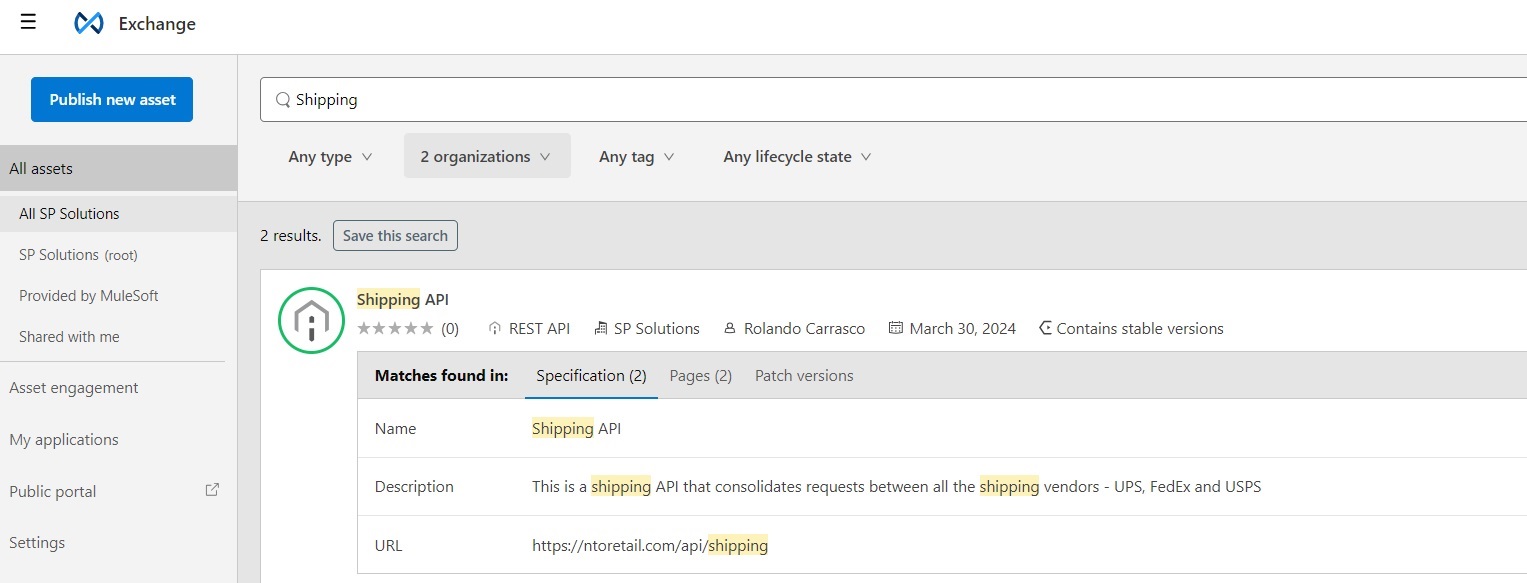 Exchange
Publish new asset
Shipping
Any type
2 organizations
Any tag
Any lifecycle state
All assets
All SP Solutions
SP Solutions (root)
Provided by MuleSoft
Shared with me
Asset engagement
My applications
Public portal
Settings
2 results.
Save this search
Shipping API
(0) REST API SP Solutions Rolando Carrasco March 30, 2024 Contains stable versions
Matches found in: Specification (2) Pages (2) Patch versions
Name Shipping API
Description This is a shipping API that consolidates requests between all the shipping vendors - UPS, FedEx and USPS
URL https://ntoretail.com/api/shipping